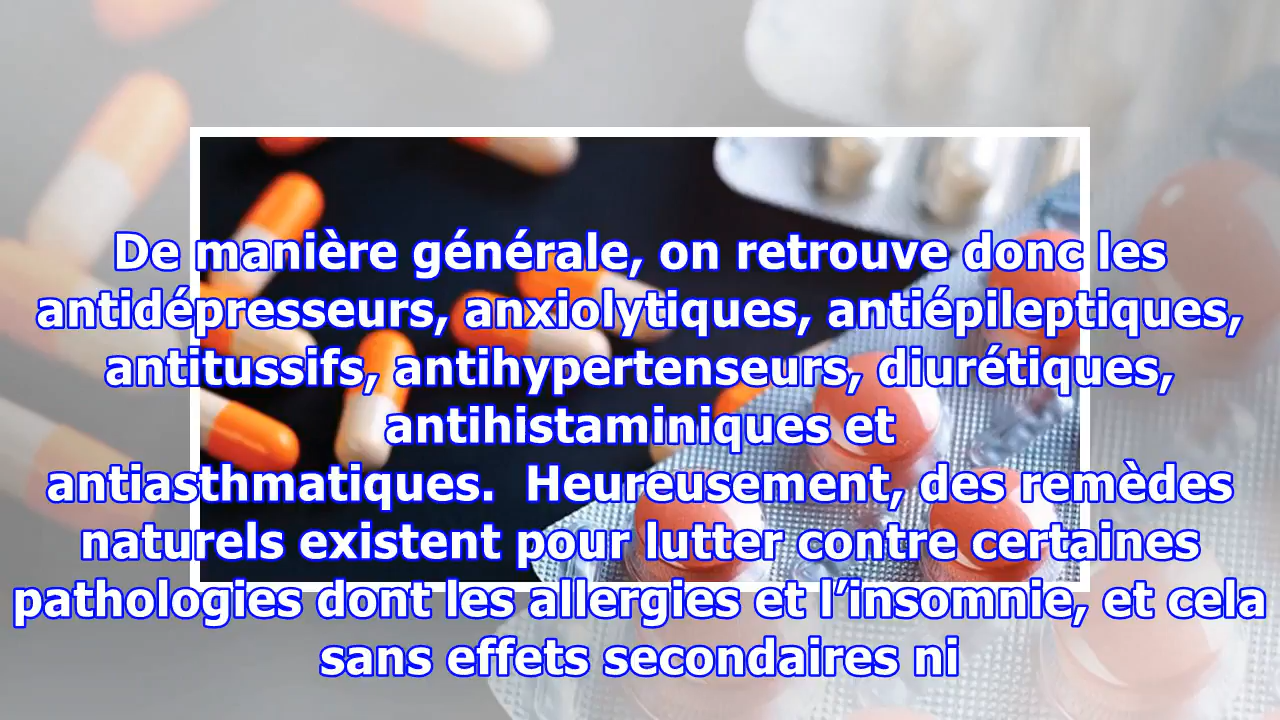 De manière générale, on retrouve donc les
antidépresseurs, anxiolytiques, antiépileptiques,
antitussifs, antihypertenseurs, diurétiques,
antihistaminiques et
antiasthmatiques.  Heureusement, des remèdes
naturels existent pour lutter contre certaines
pathologies dont les allergies et l’insomnie, et cela
sans effets secondaires ni